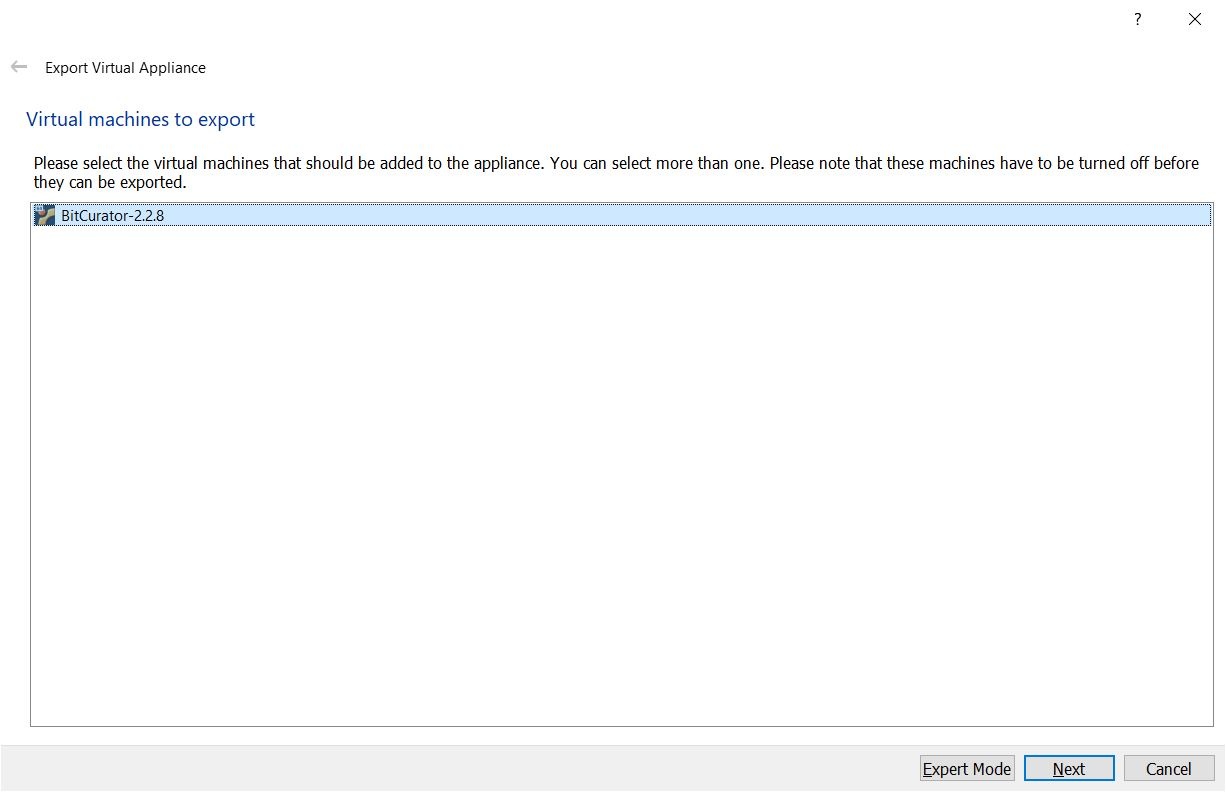 ?
Export Virtual Appliance
Virtual machines to export
Please select the virtual machines that should be added to the appliance. You can select more than one. Please note that these machines have to be turned off before
they can be exported.
BitCurator-2.2.8
Expert Mode
Next
Cancel